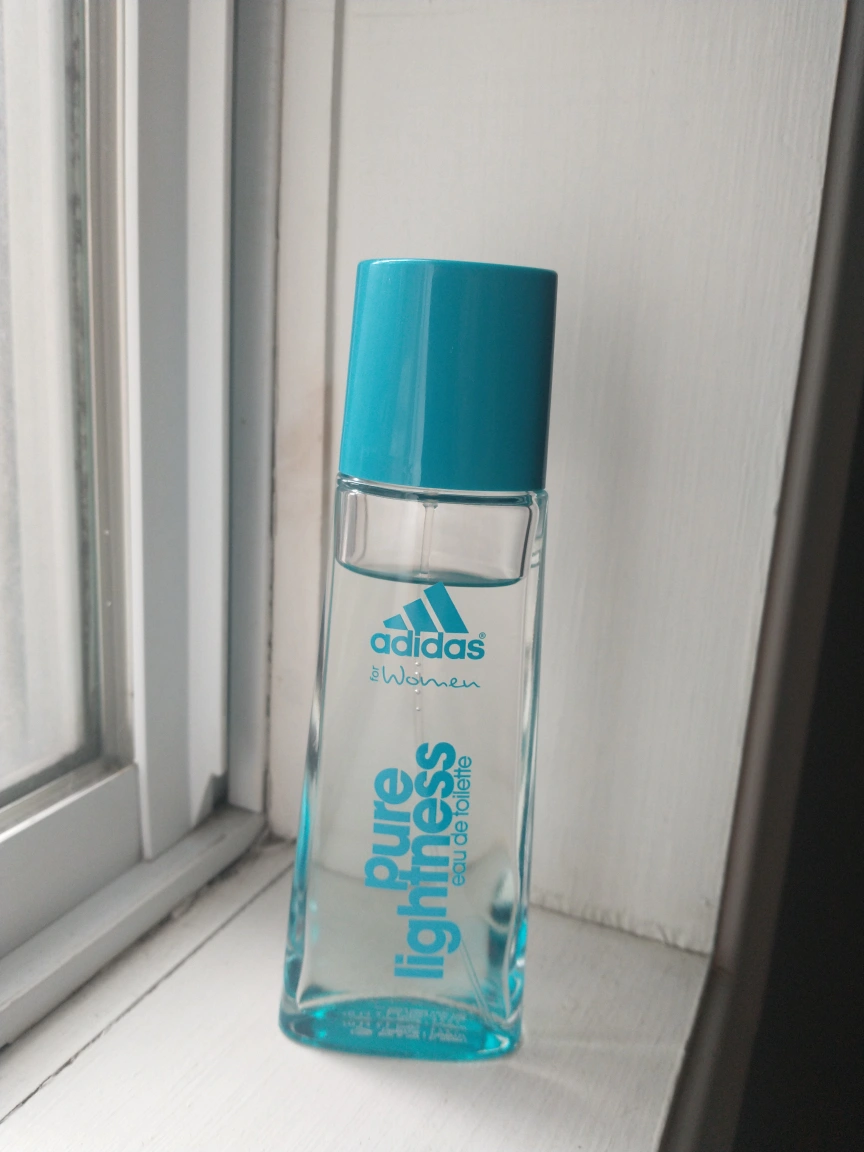 adidas®
for Women
pure
lightness
eau de toilette